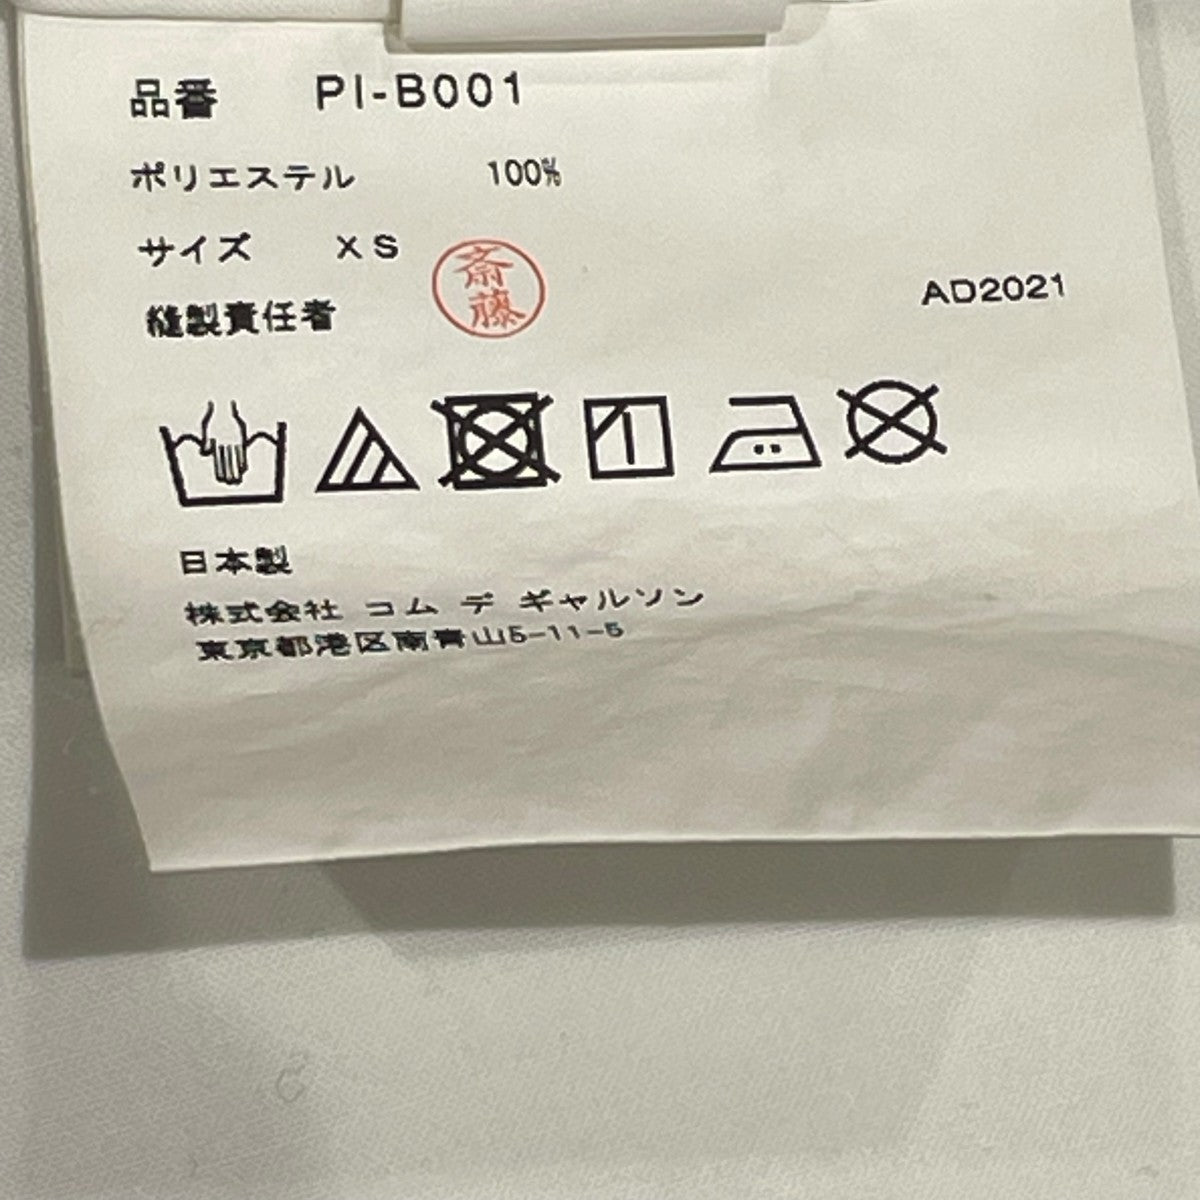 品番 PI-B001
ポリエステル 100%
サイズ XS
斎藤
縫製責任者
AD2021
日本製
株式会社 コム デ ギャルソン
東京都港区南青山5-11-5